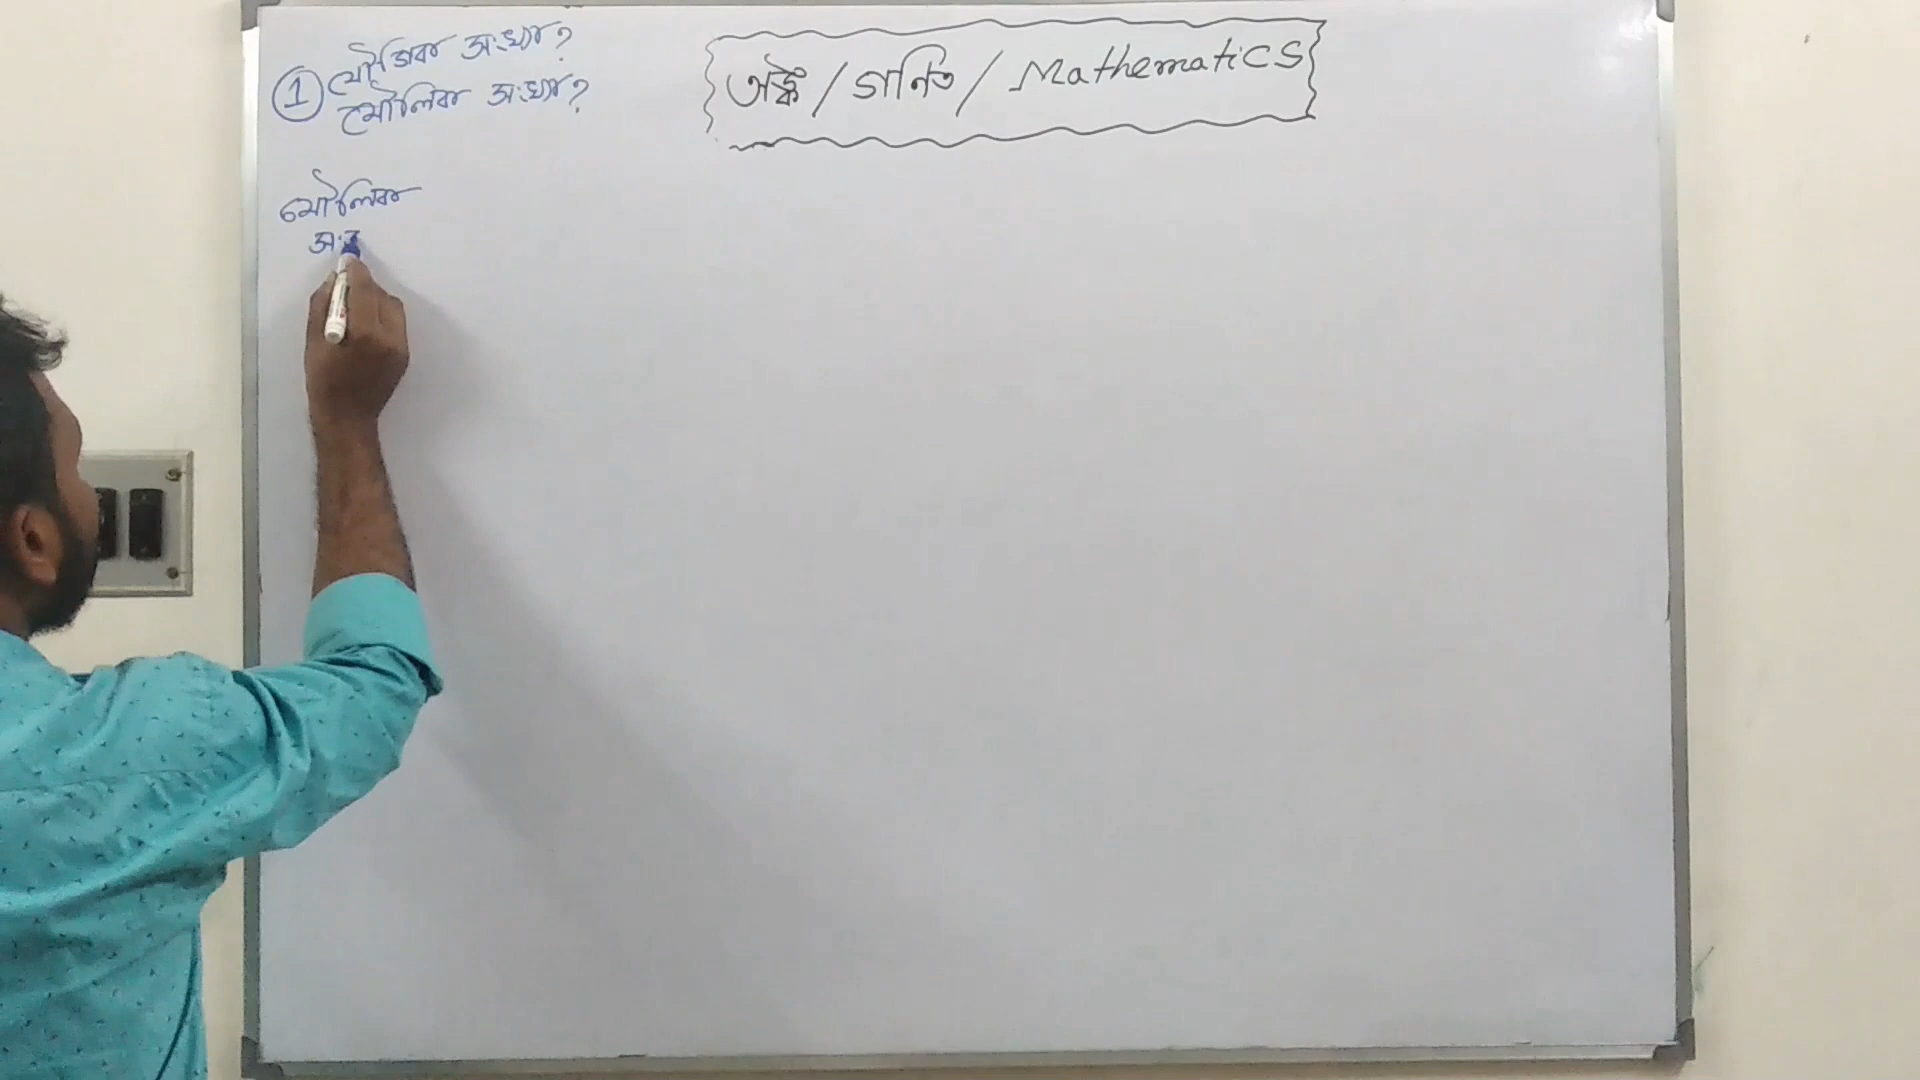 ① যৌগিক সংখ্যা?
মৌলিক সংখ্যা?
অঙ্ক / গনিত / Mathematics
মৌলিক
সং